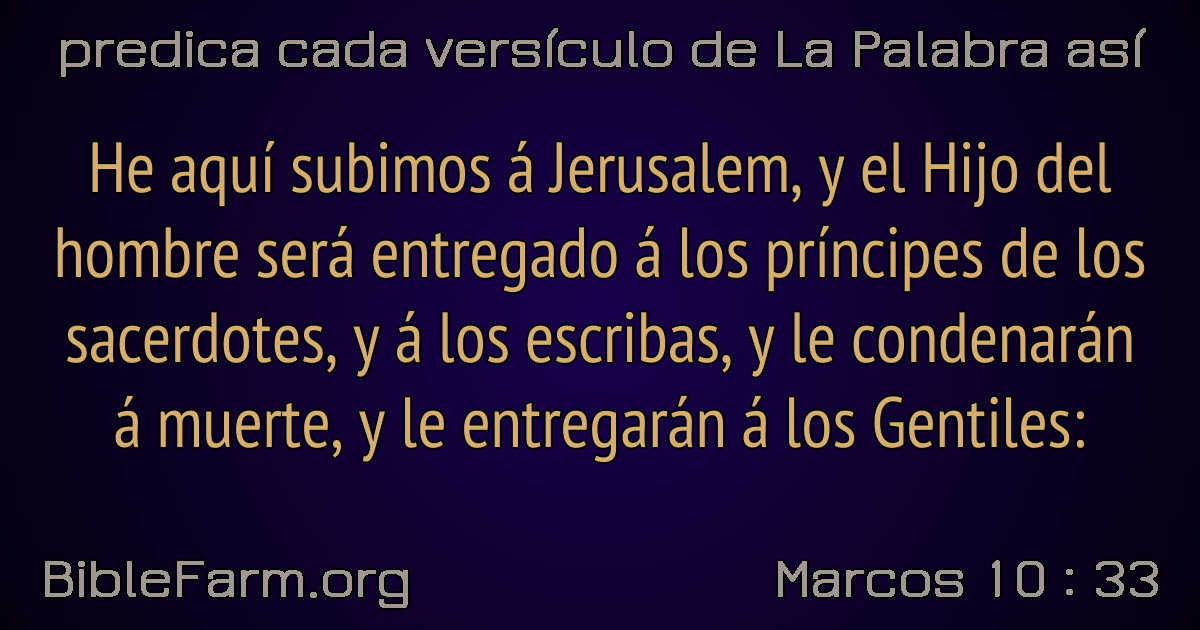 predica cada versículo de La Palabra así
He aquí subimos á Jerusalem, y el Hijo del
hombre será entregado á los príncipes de los
sacerdotes, y á los escribas, y le condenarán
á muerte, y le entregarán á los Gentiles:
BibleFarm.org
Marcos 10 : 33